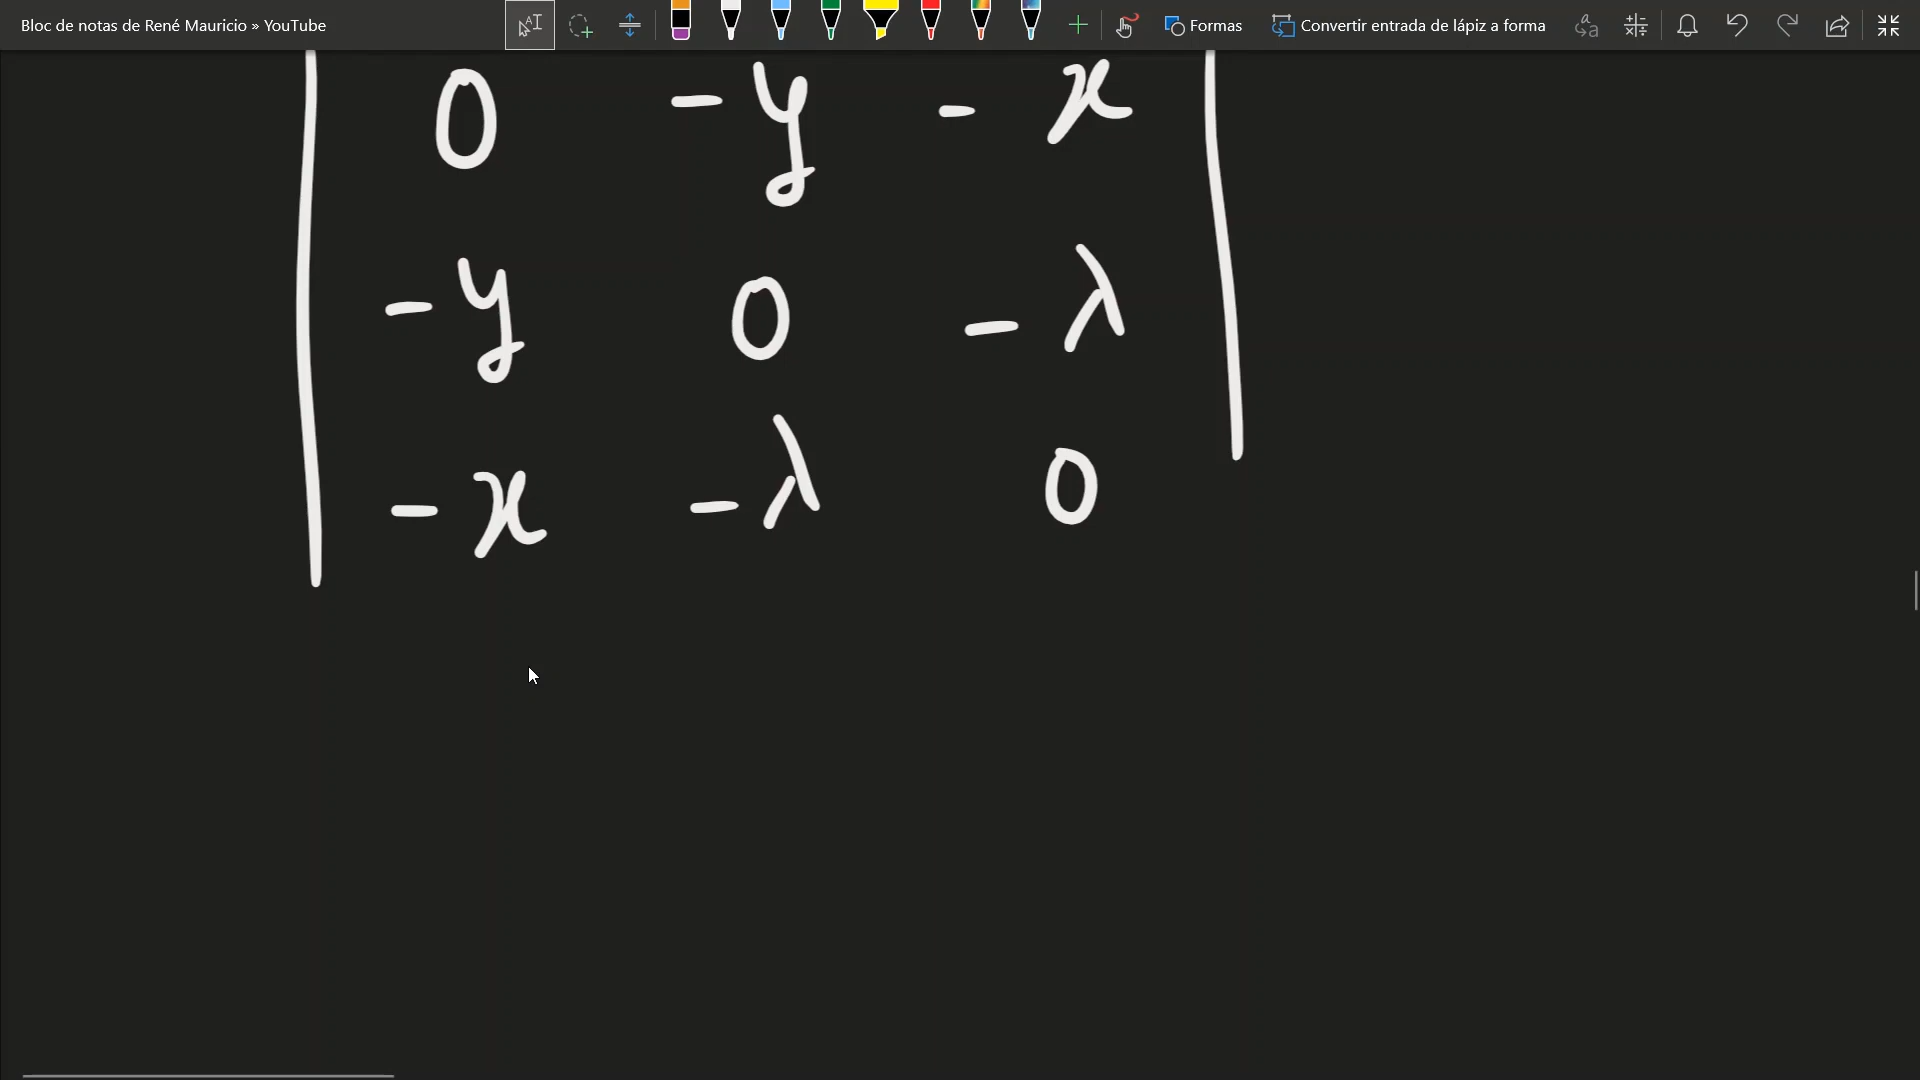 Bloc de notas de René Mauricio » YouTube Formas Convertir entrada de lápiz a forma
0 -y -x
-y 0 -λ
-x -λ 0